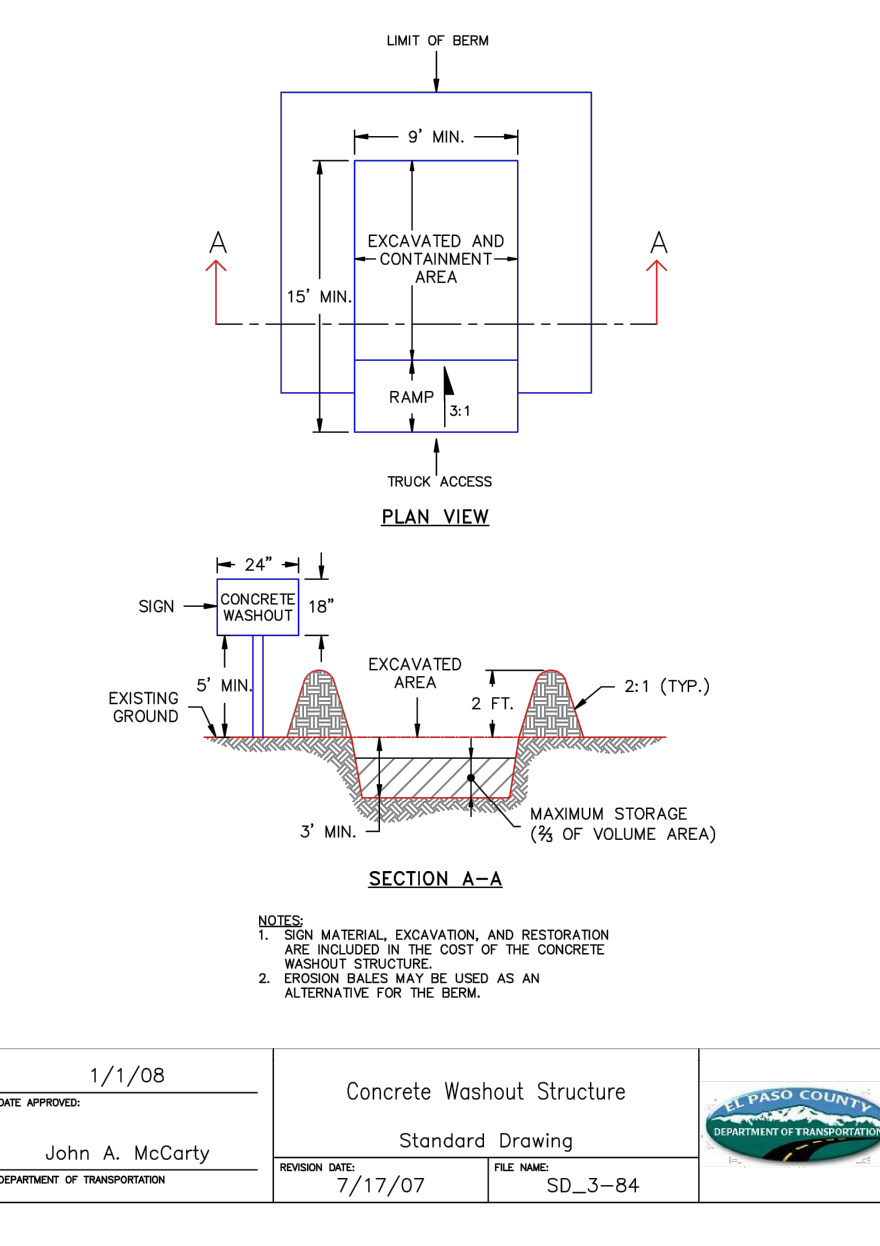 LIMIT OF BERM
9' MIN.
A
A
EXCAVATED AND
CONTAINMENT
AREA
15' MIN.
RAMP
3:1
TRUCK ACCESS
PLAN VIEW
24"
SIGN
CONCRETE
WASHOUT
18"
5' MIN.
EXCAVATED
AREA
2 FT.
2:1 (TYP.)
EXISTING
GROUND
3' MIN.
MAXIMUM STORAGE
(⅔ OF VOLUME AREA)
SECTION A-A
NOTES:
1. SIGN MATERIAL, EXCAVATION, AND RESTORATION
ARE INCLUDED IN THE COST OF THE CONCRETE
WASHOUT STRUCTURE.
2. EROSION BALES MAY BE USED AS AN
ALTERNATIVE FOR THE BERM.
1/1/08
DATE APPROVED:
John A. McCarty
DEPARTMENT OF TRANSPORTATION
Concrete Washout Structure
Standard Drawing
REVISION DATE:
7/17/07
FILE NAME:
SD_3-84
EL PASO COUNTY
DEPARTMENT OF TRANSPORTATION